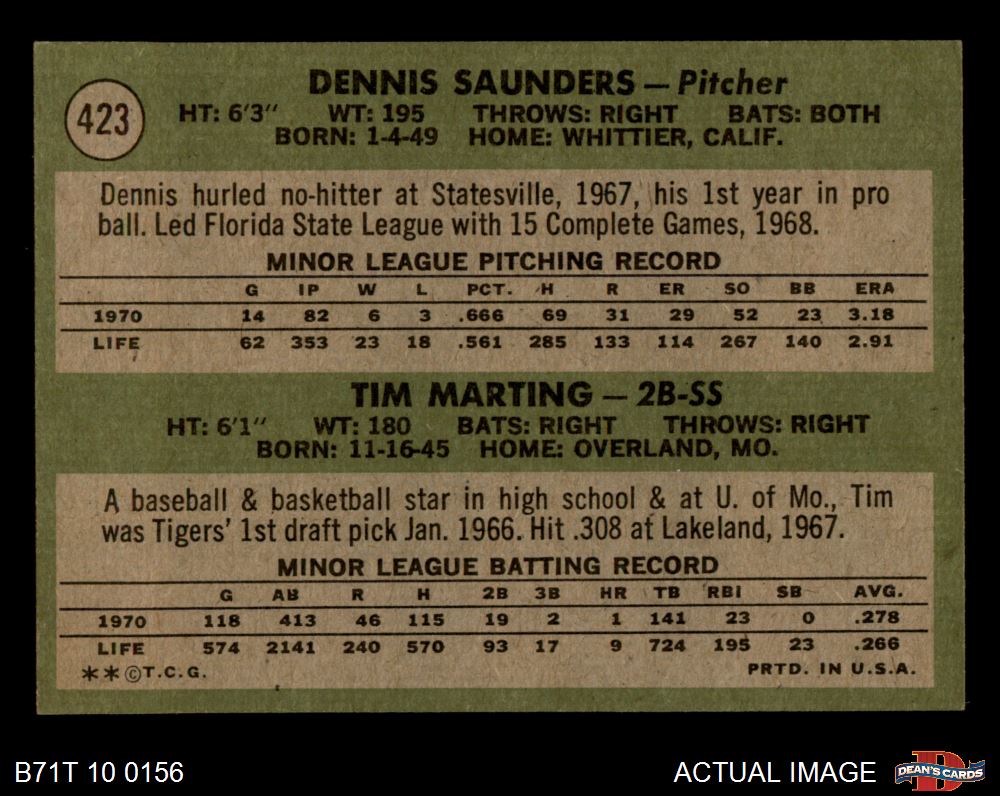 423
DENNIS SAUNDERS — Pitcher
HT: 6'3" WT: 195 THROWS: RIGHT BATS: BOTH
BORN: 1-4-49 HOME: WHITTIER, CALIF.
Dennis hurled no-hitter at Statesville, 1967, his 1st year in pro
ball. Led Florida State League with 15 Complete Games, 1968.
MINOR LEAGUE PITCHING RECORD
G IP W L PCT. H R ER SO BB ERA
1970 14 82 6 3 .666 69 31 29 52 23 3.18
LIFE 62 353 23 18 .561 285 133 114 267 140 2.91
TIM MARTING — 2B-SS
HT: 6'1" WT: 180 BATS: RIGHT THROWS: RIGHT
BORN: 11-16-45 HOME: OVERLAND, MO.
A baseball & basketball star in high school & at U. of Mo., Tim
was Tigers' 1st draft pick Jan. 1966. Hit .308 at Lakeland, 1967.
MINOR LEAGUE BATTING RECORD
G AB R H 2B 3B HR TB RBI SB AVG.
1970 118 413 46 115 19 2 1 141 23 0 .278
LIFE 574 2141 240 570 93 17 9 724 195 23 .266
**©T.C.G. PRTD. IN U.S.A.
B71T 10 0156 ACTUAL IMAGE D DEAN'S CARDS